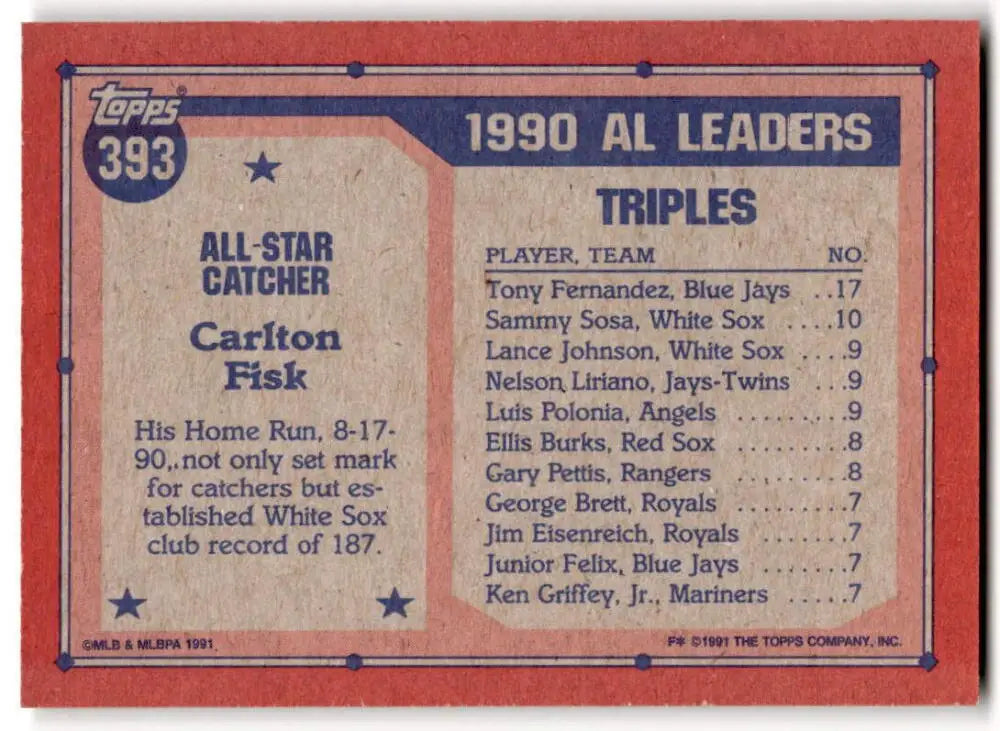 Topps®
393
ALL-STAR
CATCHER
Carlton
Fisk
His Home Run, 8-17-
90, not only set mark
for catchers but es-
tablished White Sox
club record of 187.
©MLB & MLBPA 1991
1990 AL LEADERS
TRIPLES
PLAYER, TEAM NO.
Tony Fernandez, Blue Jays ..17
Sammy Sosa, White Sox ....10
Lance Johnson, White Sox ....9
Nelson Liriano, Jays-Twins ...9
Luis Polonia, Angels .........9
Ellis Burks, Red Sox .........8
Gary Pettis, Rangers .........8
George Brett, Royals .........7
Jim Eisenreich, Royals .......7
Junior Felix, Blue Jays .......7
Ken Griffey, Jr., Mariners .....7
F* ©1991 THE TOPPS COMPANY, INC.